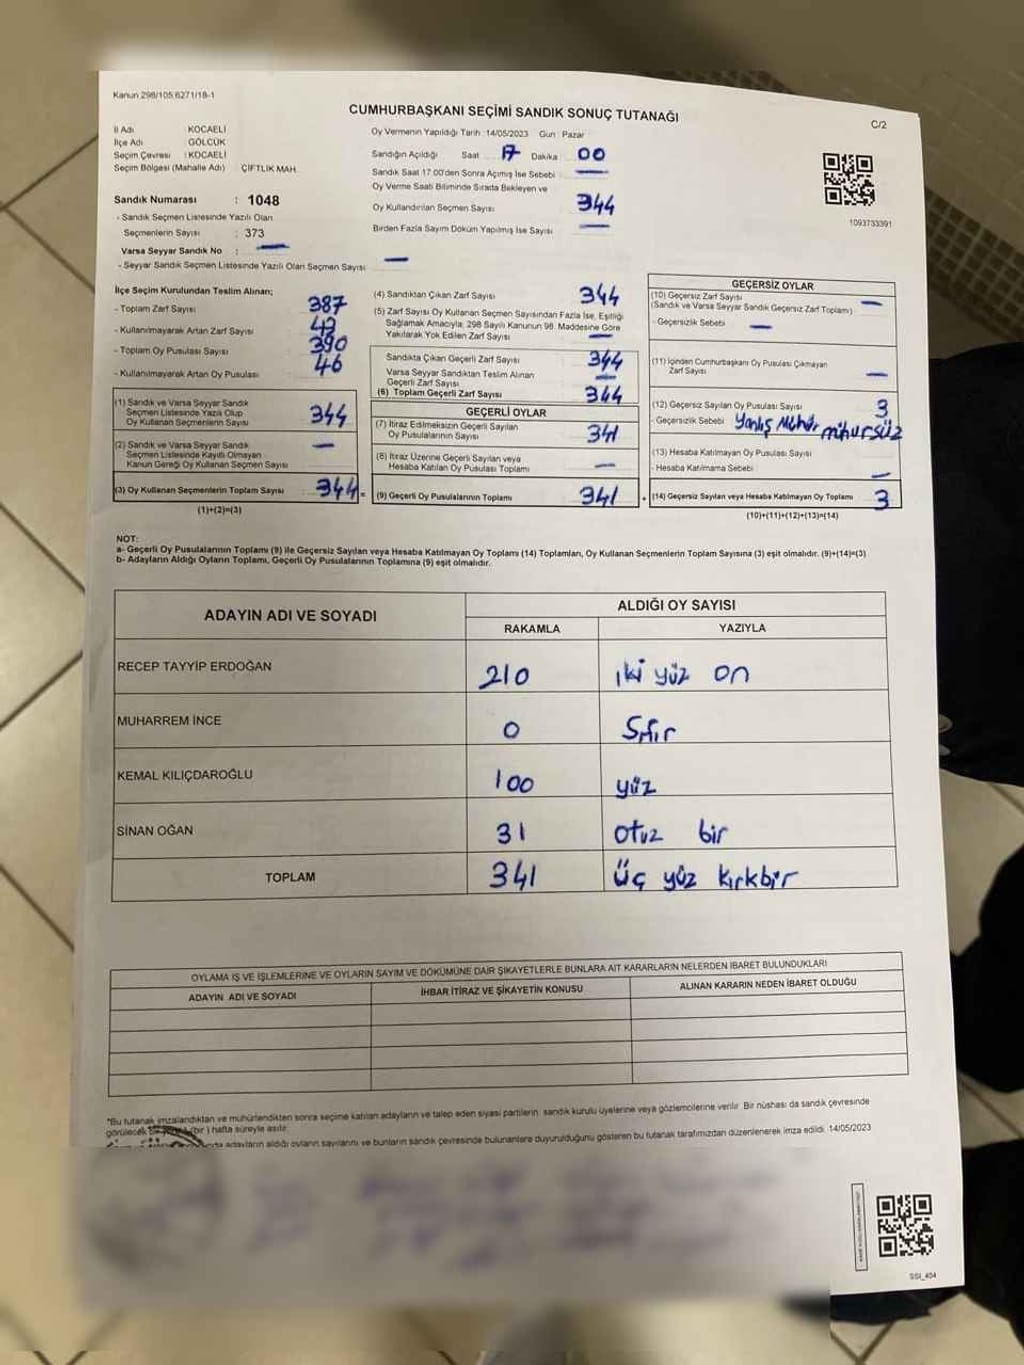 Kanun 298/105 6271/18-1
CUMHURBAŞKANI SEÇİMİ SANDIK SONUÇ TUTANAĞI
C/2
İl Adı KOCAELİ
İlçe Adı GÖLCÜK
Seçim Çevresi : KOCAELİ
Seçim Bölgesi (Mahalle Adı) ÇİFTLİK MAH.
Sandık Numarası : 1048
- Sandık Seçmen Listesinde Yazılı Olan
Seçmenlerin Sayısı : 373
Varsa Seyyar Sandık No : —
- Seyyar Sandık Seçmen Listesinde Yazılı Olan Seçmen Sayısı —
Oy Vermenin Yapıldığı Tarih :14/05/2023 Gün : Pazar
Sandığın Açıldığı Saat 17 Dakika 00
Sandık Saat 17.00'den Sonra Açımış İse Sebebi —
Oy Verme Saati Bitiminde Sırada Bekleyen ve
Oy Kullandırılan Seçmen Sayısı 344
Birden Fazla Sayım Döküm Yapılmış İse Sayısı —
1093733391
İlçe Seçim Kurulundan Teslim Alınan;
- Toplam Zarf Sayısı 387
- Kullanılmayarak Artan Zarf Sayısı 43
- Toplam Oy Pusulası Sayısı 390
- Kullanılmayarak Artan Oy Pusulası 46
(1) Sandık ve Varsa Seyyar Sandık
Seçmen Listesinde Yazılı Olup
Oy Kullanan Seçmenlerin Sayısı 344
(2) Sandık ve Varsa Seyyar Sandık
Seçmen Listesinde Kayıtlı Olmayan
Kanun Gereği Oy Kullanan Seçmen Sayısı —
(3) Oy Kullanan Seçmenlerin Toplam Sayısı 344 =
(1)+(2)=(3)
(4) Sandıktan Çıkan Zarf Sayısı 344
(5) Zarf Sayısı Oy Kullanan Seçmen Sayısından Fazla İse, Eşitliği
Sağlamak Amacıyla, 298 Sayılı Kanunun 98. Maddesine Göre
Yakılarak Yok Edilen Zarf Sayısı —
Sandıkta Çıkan Geçerli Zarf Sayısı 344
Varsa Seyyar Sandıktan Teslim Alınan
Geçerli Zarf Sayısı —
(6) Toplam Geçerli Zarf Sayısı 344
GEÇERLİ OYLAR
(7) İtiraz Edilmeksizin Geçerli Sayılan
Oy Pusulalarının Sayısı 341
(8) İtiraz Üzerine Geçerli Sayılan veya
Hesaba Katılan Oy Pusulası Toplamı —
(9) Geçerli Oy Pusulalarının Toplamı 341 +
GEÇERSİZ OYLAR
(10) Geçersiz Zarf Sayısı
(Sandık ve Varsa Seyyar Sandık Geçersiz Zarf Toplamı) —
- Geçersizlik Sebebi —
(11) İçinden Cumhurbaşkanı Oy Pusulası Çıkmayan
Zarf Sayısı —
(12) Geçersiz Sayılan Oy Pusulası Sayısı 3
- Geçersizlik Sebebi Yanlış Mühür mühürsüz
(13) Hesaba Katılmayan Oy Pusulası Sayısı
- Hesaba Katılmama Sebebi —
(14) Geçersiz Sayılan veya Hesaba Katılmayan Oy Toplamı 3
(10)+(11)+(12)+(13)=(14)
NOT:
a- Geçerli Oy Pusulalarının Toplamı (9) ile Geçersiz Sayılan veya Hesaba Katılmayan Oy Toplamı (14) Toplamları, Oy Kullanan Seçmenlerin Toplam Sayısına (3) eşit olmalıdır. (9)+(14)=(3)
b- Adayların Aldığı Oyların Toplamı, Geçerli Oy Pusulalarının Toplamına (9) eşit olmalıdır.
ADAYIN ADI VE SOYADI ALDIĞI OY SAYISI
RAKAMLA YAZIYLA
RECEP TAYYİP ERDOĞAN 210 iki yüz on
MUHARREM İNCE 0 Sıfır
KEMAL KILIÇDAROĞLU 100 yüz
SİNAN OĞAN 31 otuz bir
TOPLAM 341 Üç yüz kırkbir
OYLAMA İŞ VE İŞLEMLERİNE VE OYLARIN SAYIM VE DÖKÜMÜNE DAİR ŞİKAYETLERLE BUNLARA AİT KARARLARIN NELERDEN İBARET BULUNDUKLARI
ADAYIN ADI VE SOYADI İHBAR İTİRAZ VE ŞİKAYETİN KONUSU ALINAN KARARIN NEDEN İBARET OLDUĞU
*Bu tutanak imzalandıktan ve mühürlendikten sonra seçime katılan adayların ve talep eden siyasi partilerin sandık kurulu üyelerine veya gözlemcilerine verilir. Bir nüshası da sandık çevresinde
görülecek bir (bir) hafta süreyle asılır.
adayların aldığı oyların sayılarını ve bunların sandık çevresinde bulunanlara duyurulduğunu gösteren bu tutanak tarafımızdan düzenlenerek imza edildi. 14/05/2023
SSI_404